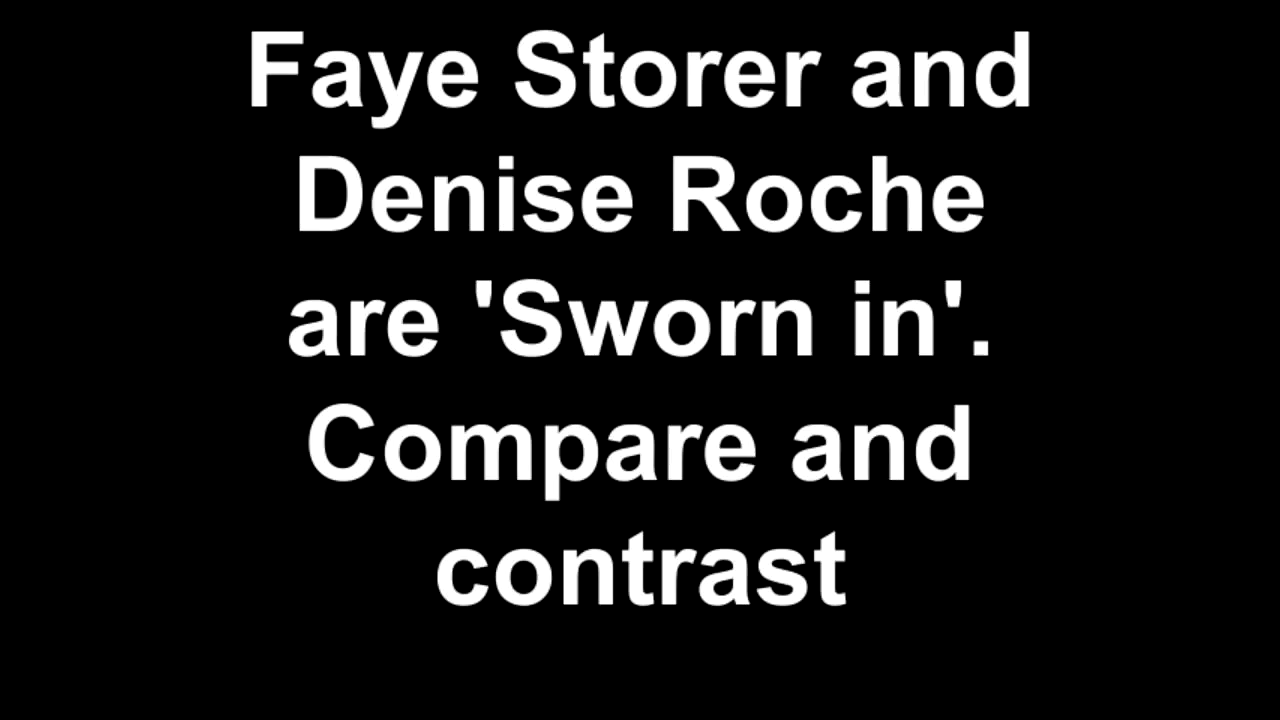 Faye Storer and
Denise Roche
are 'Sworn in'.
Compare and
contrast